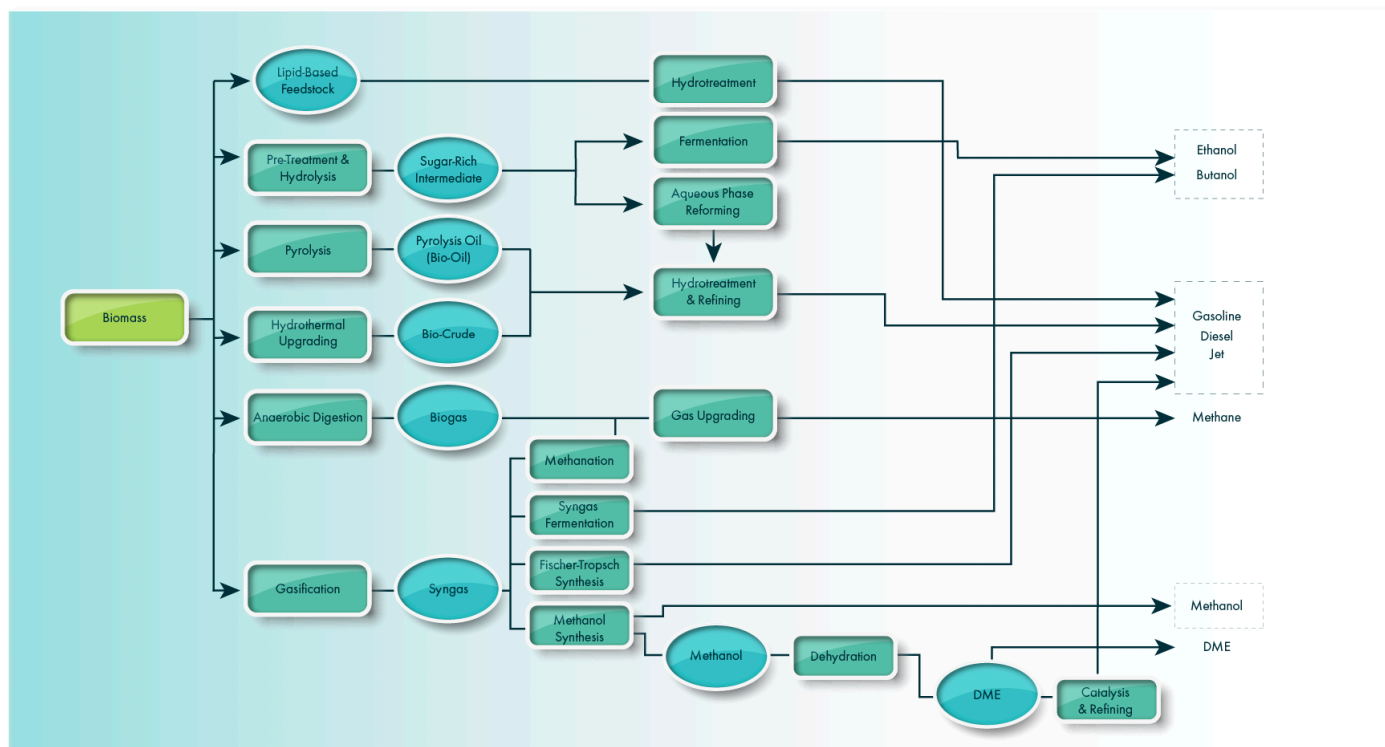 Lipid-Based
Feedstock
Hydrotreatment
Pre-Treatment &
Hydrolysis
Sugar-Rich
Intermediate
Fermentation
Ethanol
Butanol
Aqueous Phase
Reforming
Pyrolysis
Pyrolysis Oil
(Bio-Oil)
Hydrotreatment
& Refining
Biomass
Hydrothermal
Upgrading
Bio-Crude
Gasoline
Diesel
Jet
Anaerobic Digestion
Biogas
Gas Upgrading
Methane
Methanation
Syngas
Fermentation
Gasification
Syngas
Fischer-Tropsch
Synthesis
Methanol
Synthesis
Methanol
Methanol
Dehydration
DME
DME
Catalysis
& Refining